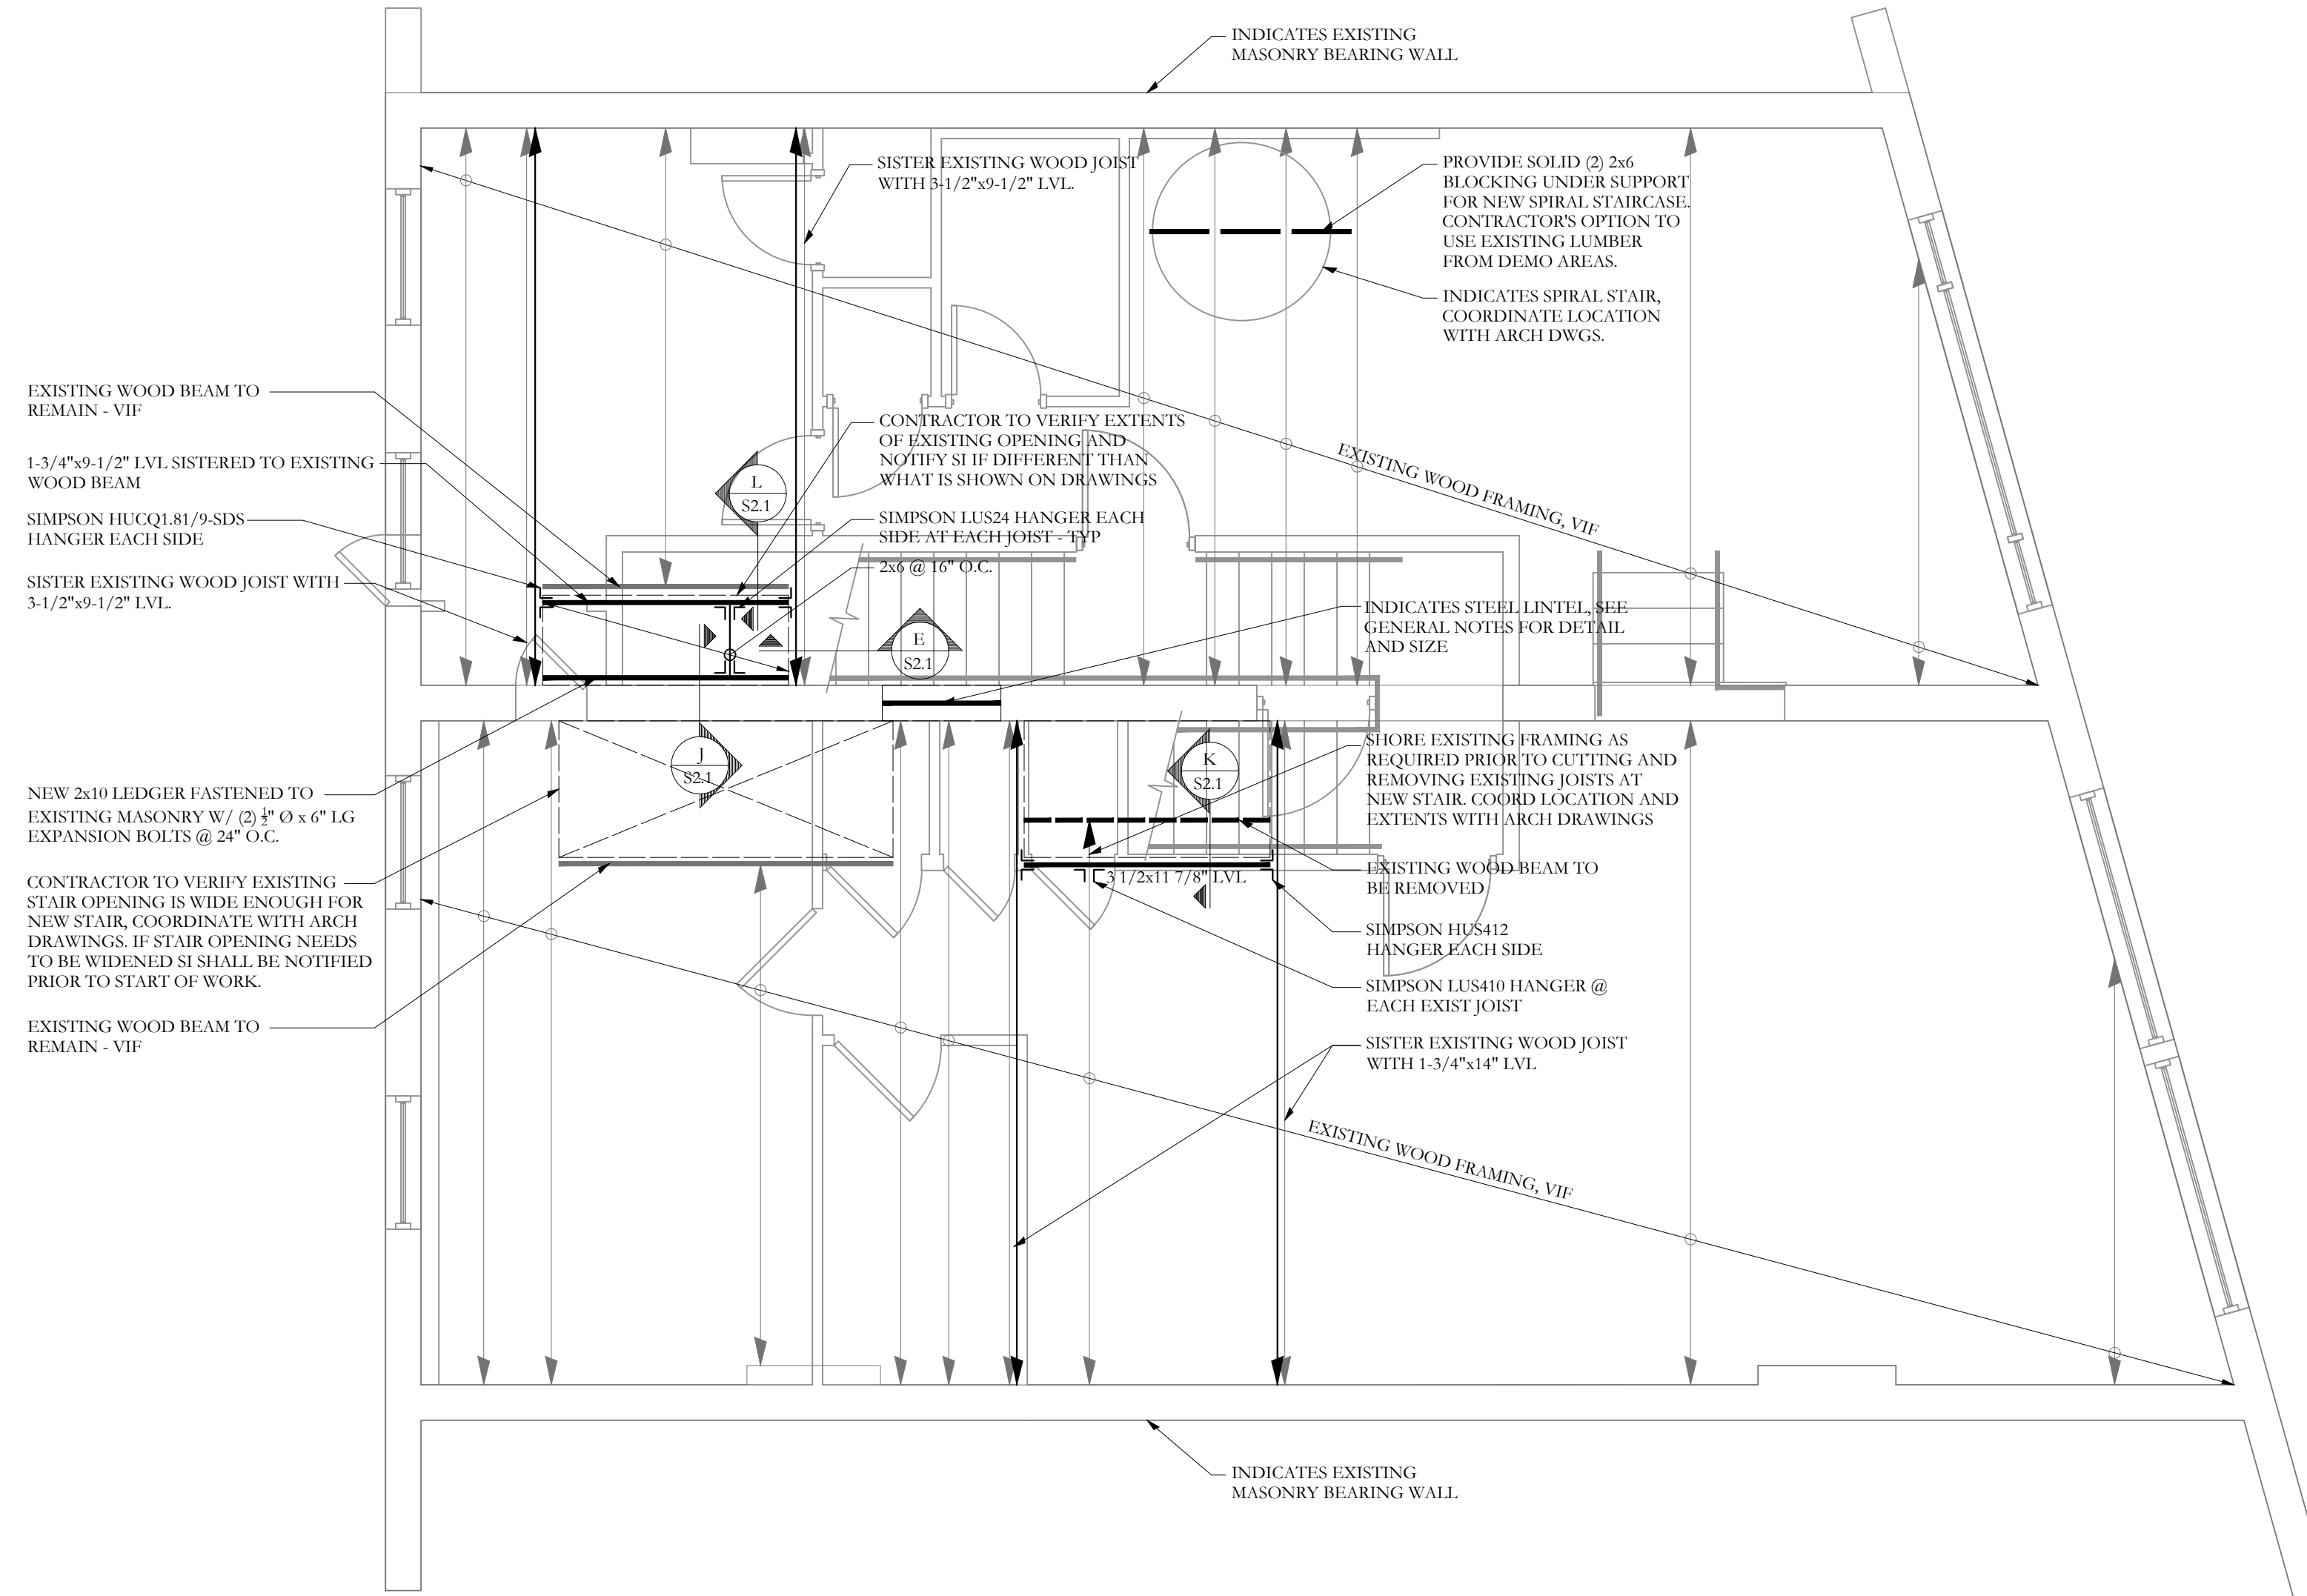 INDICATES EXISTING
MASONRY BEARING WALL
SISTER EXISTING WOOD JOIST
WITH 3-1/2"x9-1/2" LVL.
PROVIDE SOLID (2) 2x6
BLOCKING UNDER SUPPORT
FOR NEW SPIRAL STAIRCASE.
CONTRACTOR'S OPTION TO
USE EXISTING LUMBER
FROM DEMO AREAS.
INDICATES SPIRAL STAIR,
COORDINATE LOCATION
WITH ARCH DWGS.
EXISTING WOOD BEAM TO
REMAIN - VIF
1-3/4"x9-1/2" LVL SISTERED TO EXISTING
WOOD BEAM
SIMPSON HUCQ1.81/9-SDS
HANGER EACH SIDE
SISTER EXISTING WOOD JOIST WITH
3-1/2"x9-1/2" LVL.
CONTRACTOR TO VERIFY EXTENTS
OF EXISTING OPENING AND
NOTIFY SI IF DIFFERENT THAN
WHAT IS SHOWN ON DRAWINGS
L
S2.1
SIMPSON LUS24 HANGER EACH
SIDE AT EACH JOIST - TYP
2x6 @ 16" O.C.
EXISTING WOOD FRAMING, VIF
E
S2.1
INDICATES STEEL LINTEL, SEE
GENERAL NOTES FOR DETAIL
AND SIZE
J
S2.1
K
S2.1
SHORE EXISTING FRAMING AS
REQUIRED PRIOR TO CUTTING AND
REMOVING EXISTING JOISTS AT
NEW STAIR. COORD LOCATION AND
EXTENTS WITH ARCH DRAWINGS
NEW 2x10 LEDGER FASTENED TO
EXISTING MASONRY W/ (2) ½" Ø x 6" LG
EXPANSION BOLTS @ 24" O.C.
CONTRACTOR TO VERIFY EXISTING
STAIR OPENING IS WIDE ENOUGH FOR
NEW STAIR, COORDINATE WITH ARCH
DRAWINGS. IF STAIR OPENING NEEDS
TO BE WIDENED SI SHALL BE NOTIFIED
PRIOR TO START OF WORK.
EXISTING WOOD BEAM TO
REMAIN - VIF
3 1/2x11 7/8" LVL
EXISTING WOOD BEAM TO
BE REMOVED
SIMPSON HUS412
HANGER EACH SIDE
SIMPSON LUS410 HANGER @
EACH EXIST JOIST
SISTER EXISTING WOOD JOIST
WITH 1-3/4"x14" LVL
EXISTING WOOD FRAMING, VIF
INDICATES EXISTING
MASONRY BEARING WALL